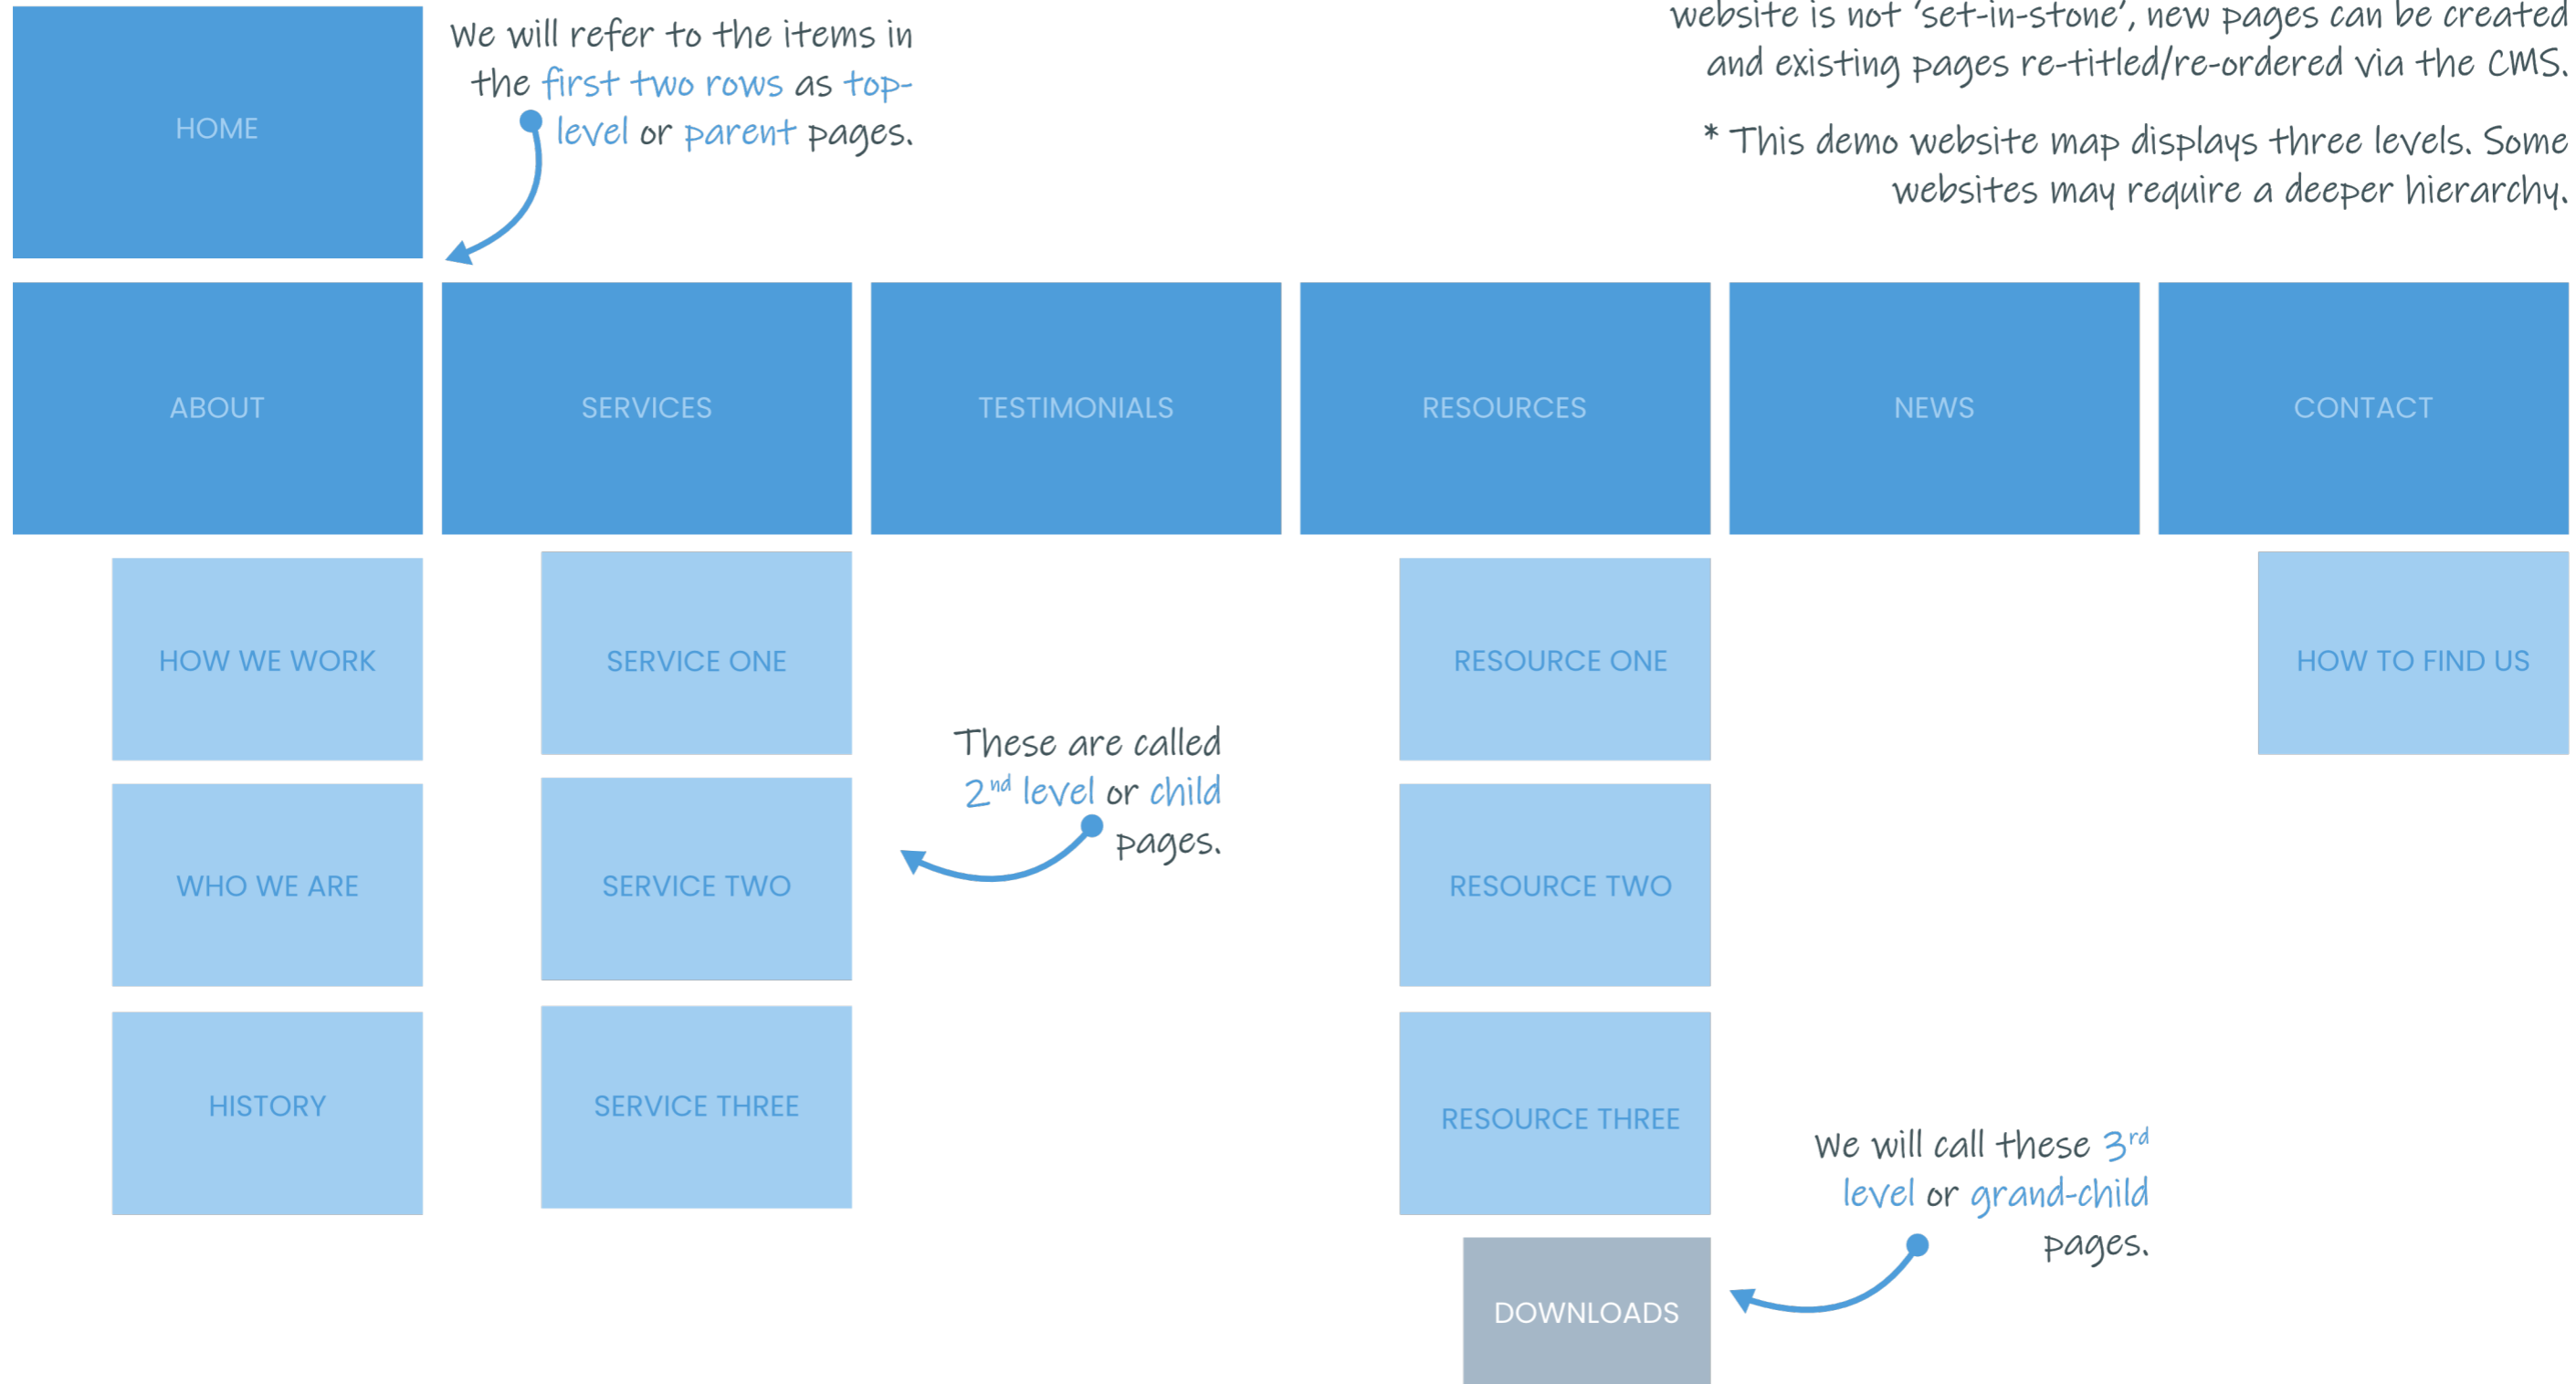 We will refer to the items in
the first two rows as top-
level or parent pages.
website is not 'set-in-stone', new pages can be created
and existing pages re-titled/re-ordered via the CMS.
* This demo website map displays three levels. Some
websites may require a deeper hierarchy.
HOME
ABOUT
SERVICES
TESTIMONIALS
RESOURCES
NEWS
CONTACT
HOW WE WORK
SERVICE ONE
RESOURCE ONE
HOW TO FIND US
These are called
2nd level or child
pages.
WHO WE ARE
SERVICE TWO
RESOURCE TWO
HISTORY
SERVICE THREE
RESOURCE THREE
We will call these 3rd
level or grand-child
pages.
DOWNLOADS